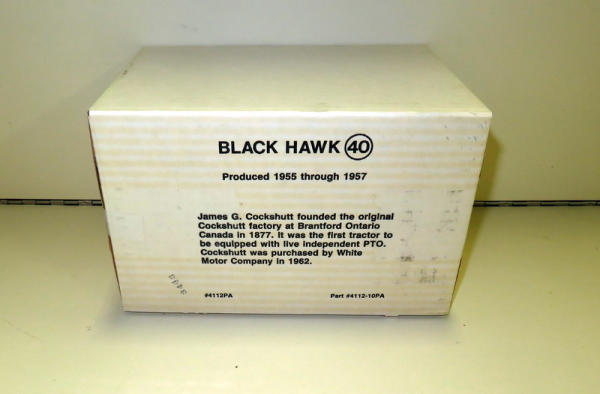 BLACK HAWK 40
Produced 1955 through 1957
James G. Cockshutt founded the original
Cockshutt factory at Brantford Ontario
Canada in 1877. It was the first tractor to
be equipped with live independent PTO.
Cockshutt was purchased by White
Motor Company in 1962.
#4112PA Part #4112-10PA